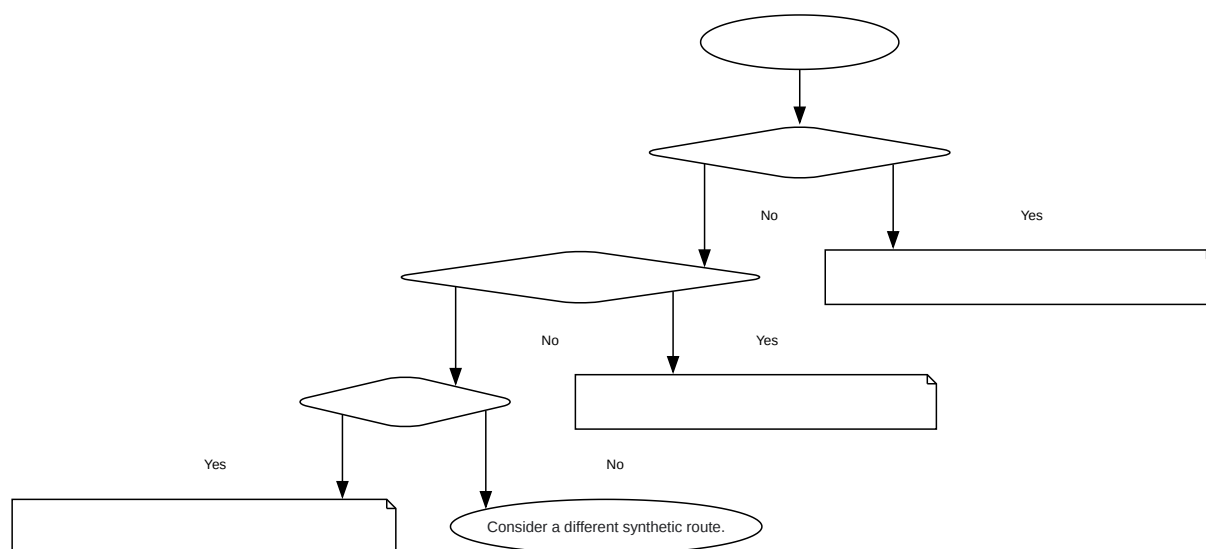 No
Yes
No
Yes
Yes
No
Consider a different synthetic route.